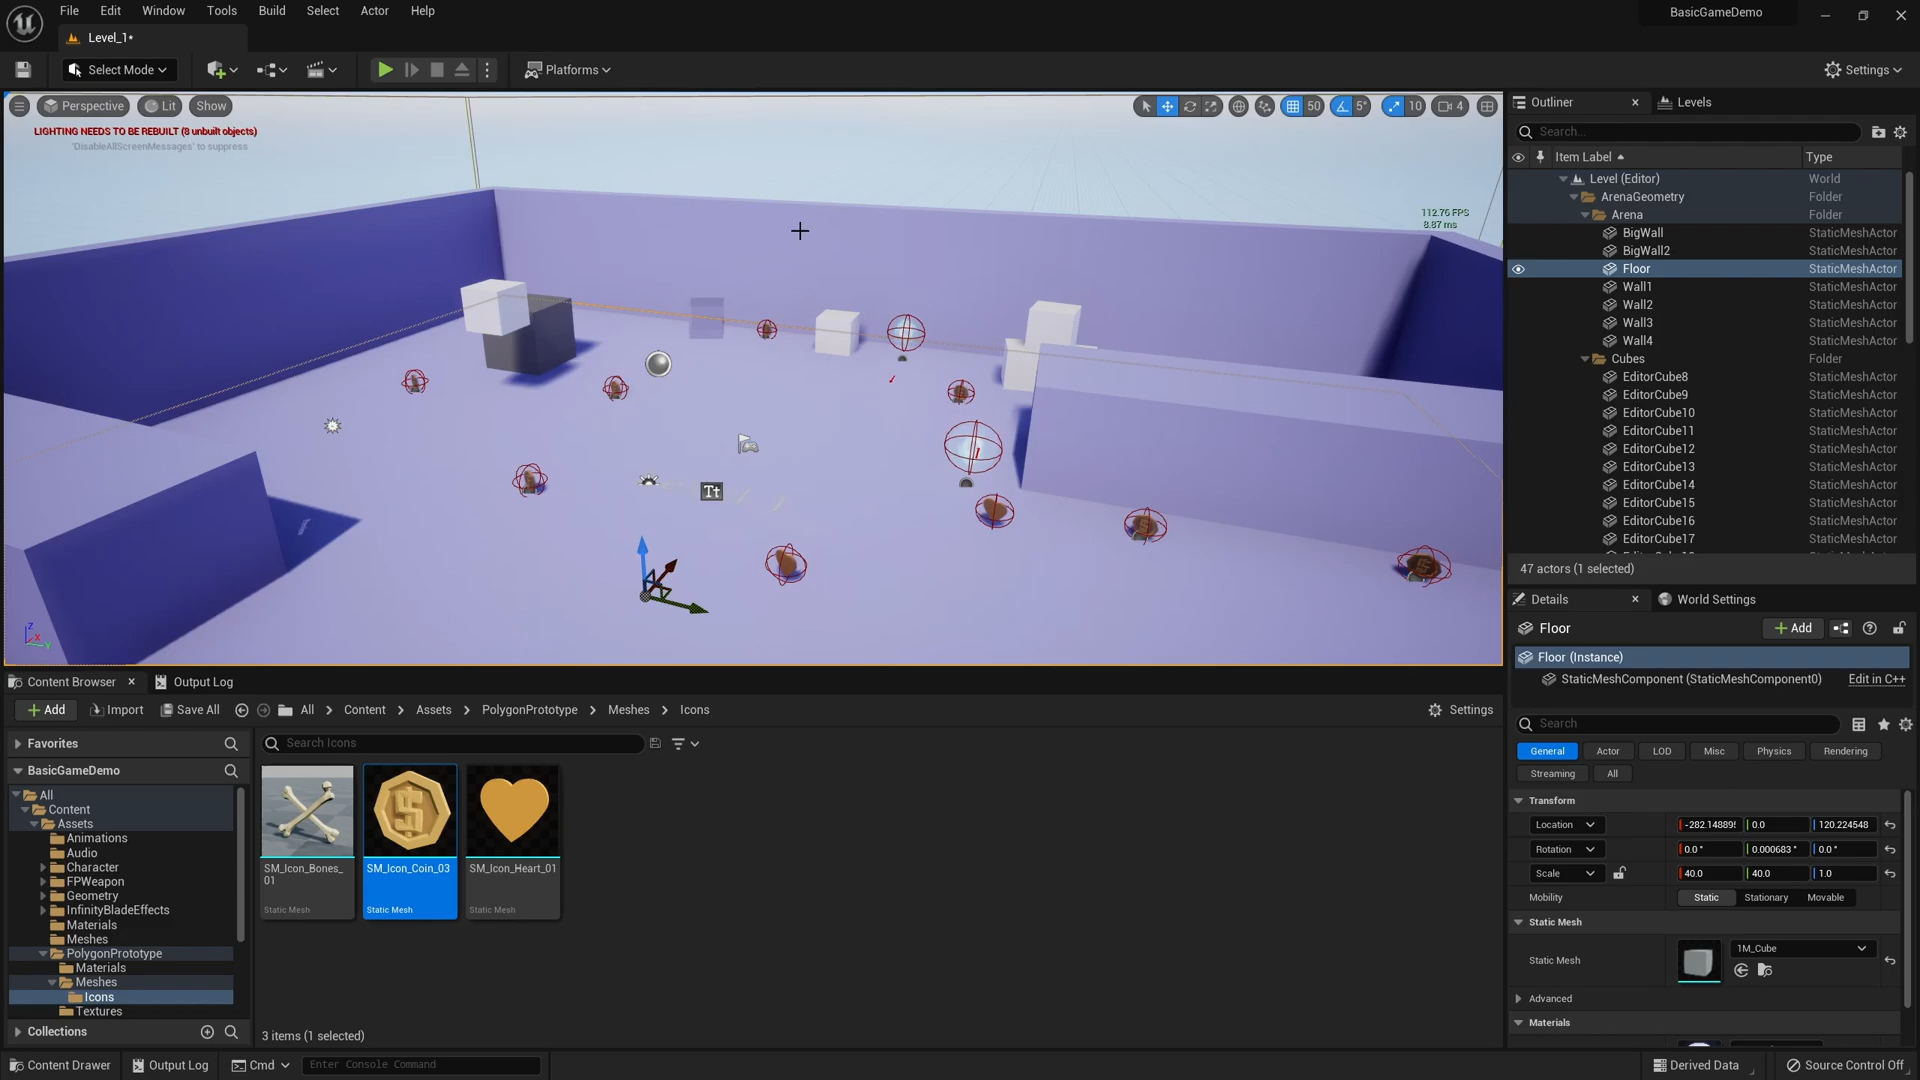 File Edit Window Tools Build Select Actor Help
BasicGameDemo
Level_1*
Select Mode
Platforms
Settings
Perspective Lit Show
50 5° 10 4
LIGHTING NEEDS TO BE REBUILT (8 unbuilt objects)
'DisableAllScreenMessages' to suppress
112.76 FPS
8.87 ms
Tt
Z
X
Y
Outliner Levels
Search...
Item Label Type
Level (Editor) World
ArenaGeometry Folder
Arena Folder
BigWall StaticMeshActor
BigWall2 StaticMeshActor
Floor StaticMeshActor
Wall1 StaticMeshActor
Wall2 StaticMeshActor
Wall3 StaticMeshActor
Wall4 StaticMeshActor
Cubes Folder
EditorCube8 StaticMeshActor
EditorCube9 StaticMeshActor
EditorCube10 StaticMeshActor
EditorCube11 StaticMeshActor
EditorCube12 StaticMeshActor
EditorCube13 StaticMeshActor
EditorCube14 StaticMeshActor
EditorCube15 StaticMeshActor
EditorCube16 StaticMeshActor
EditorCube17 StaticMeshActor
47 actors (1 selected)
Details World Settings
Floor
Add
Floor (Instance)
StaticMeshComponent (StaticMeshComponent0) Edit in C++
Search
General Actor LOD Misc Physics Rendering
Streaming All
Transform
Location -282.14889 0.0 120.224548
Rotation 0.0° 0.000683° 0.0°
Scale 40.0 40.0 1.0
Mobility Static Stationary Movable
Static Mesh
Static Mesh 1M_Cube
Advanced
Materials
Content Browser Output Log
Add Import Save All All Content Assets PolygonPrototype Meshes Icons Settings
Favorites
BasicGameDemo
All
Content
Assets
Animations
Audio
Character
FPWeapon
Geometry
InfinityBladeEffects
Materials
Meshes
PolygonPrototype
Materials
Meshes
Icons
Textures
Collections
Search Icons
SM_Icon_Bones_
01
Static Mesh
SM_Icon_Coin_03
Static Mesh
SM_Icon_Heart_01
Static Mesh
3 items (1 selected)
Content Drawer Output Log Cmd Enter Console Command Derived Data Source Control Off